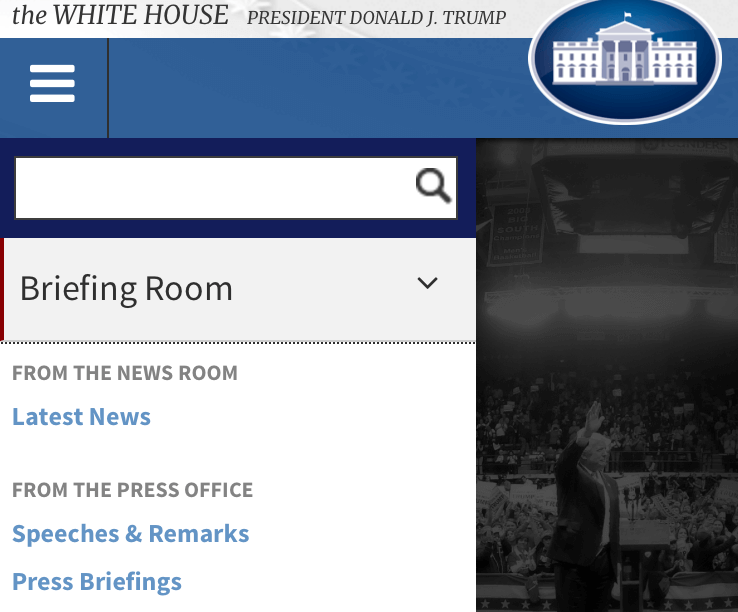 the WHITE HOUSE PRESIDENT DONALD J. TRUMP
Briefing Room
FROM THE NEWS ROOM
Latest News
FROM THE PRESS OFFICE
Speeches & Remarks
Press Briefings